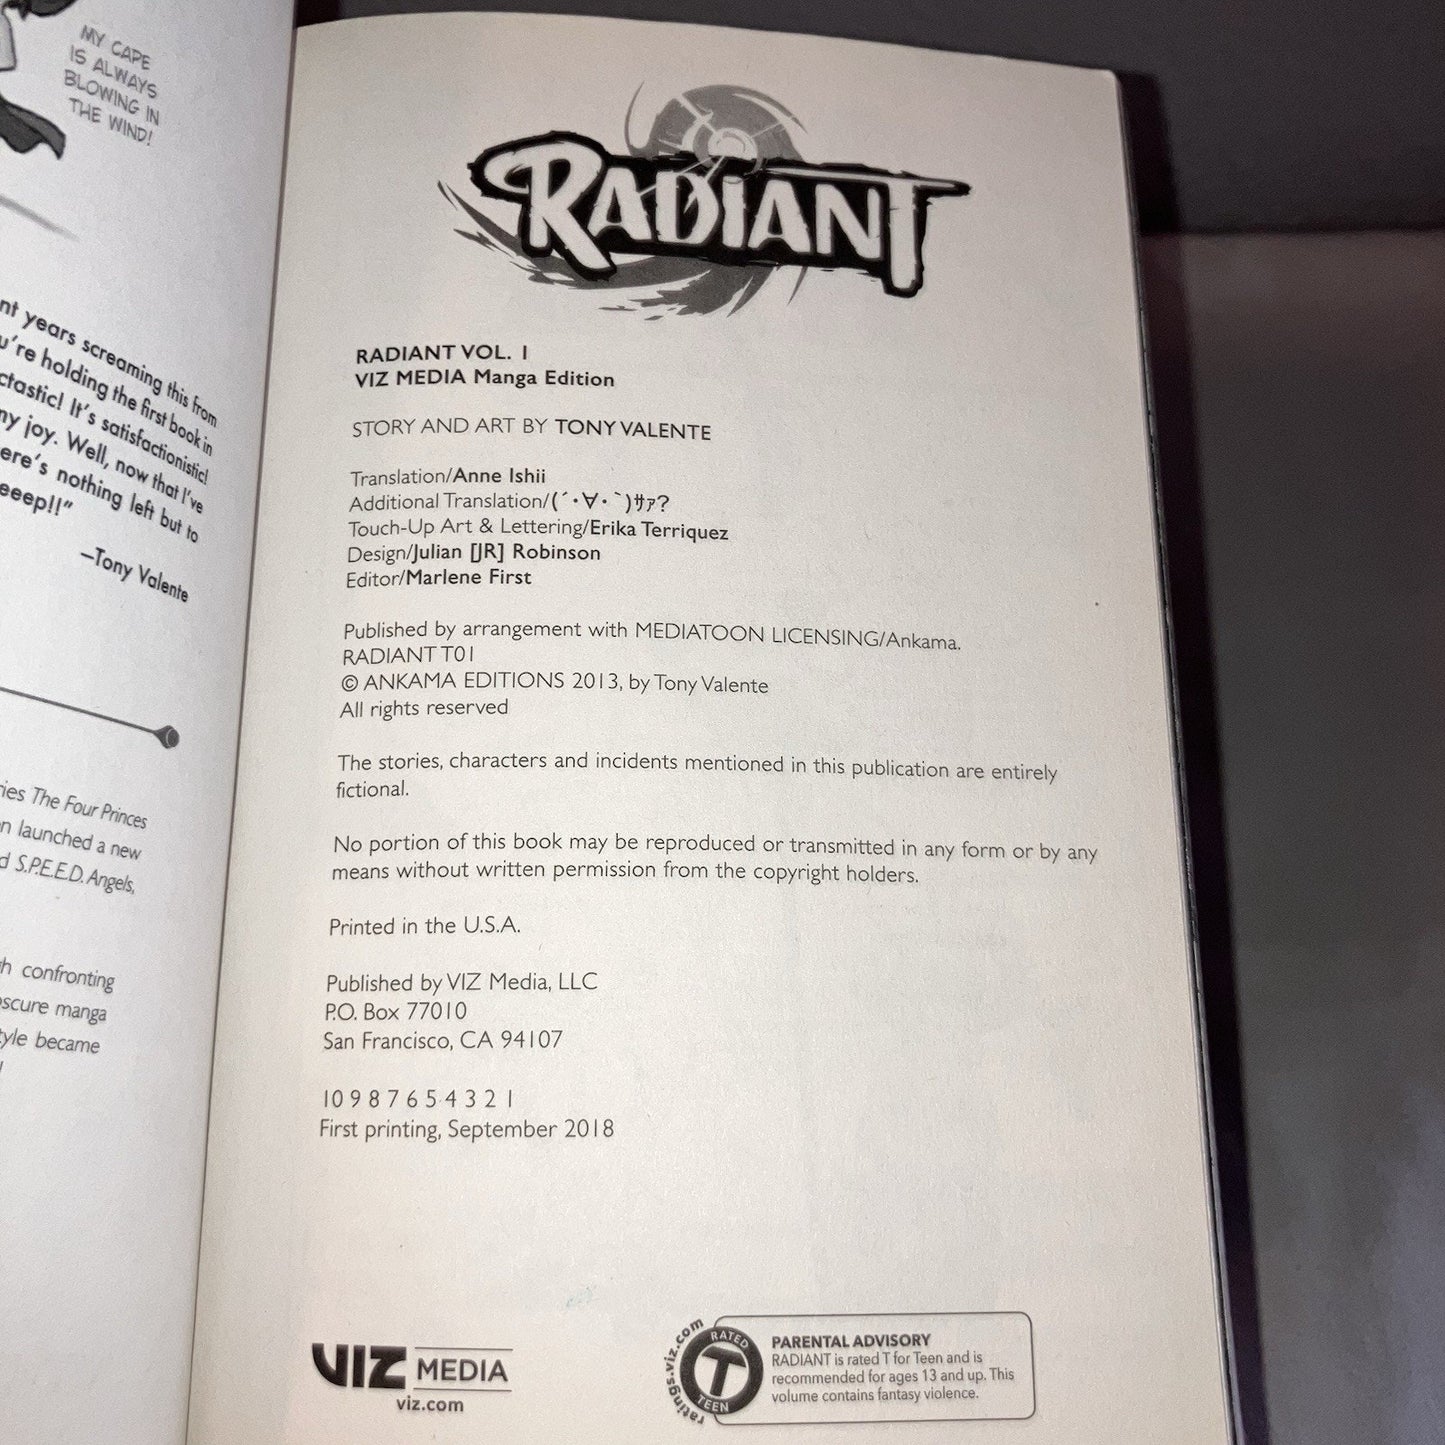 MY CAPE
IS ALWAYS
BLOWING IN
THE WIND!
nt years screaming this from
u're holding the first book in
ctastic! It's satisfactionistic!
ny joy. Well, now that I've
ere's nothing left but to
eeep!!"
—Tony Valente
ries The Four Princes
n launched a new
d S.P.E.E.D. Angels,
h confronting
scure manga
tyle became
RADIANT
RADIANT VOL. 1
VIZ MEDIA Manga Edition
STORY AND ART BY TONY VALENTE
Translation/Anne Ishii
Additional Translation/(´・∀・`)ｻｧ?
Touch-Up Art & Lettering/Erika Terriquez
Design/Julian [JR] Robinson
Editor/Marlene First
Published by arrangement with MEDIATOON LICENSING/Ankama.
RADIANT T01
© ANKAMA EDITIONS 2013, by Tony Valente
All rights reserved
The stories, characters and incidents mentioned in this publication are entirely
fictional.
No portion of this book may be reproduced or transmitted in any form or by any
means without written permission from the copyright holders.
Printed in the U.S.A.
Published by VIZ Media, LLC
P.O. Box 77010
San Francisco, CA 94107
10 9 8 7 6 5 4 3 2 1
First printing, September 2018
VIZ MEDIA
viz.com
ratings.viz.com
RATED
T
TEEN
PARENTAL ADVISORY
RADIANT is rated T for Teen and is
recommended for ages 13 and up. This
volume contains fantasy violence.